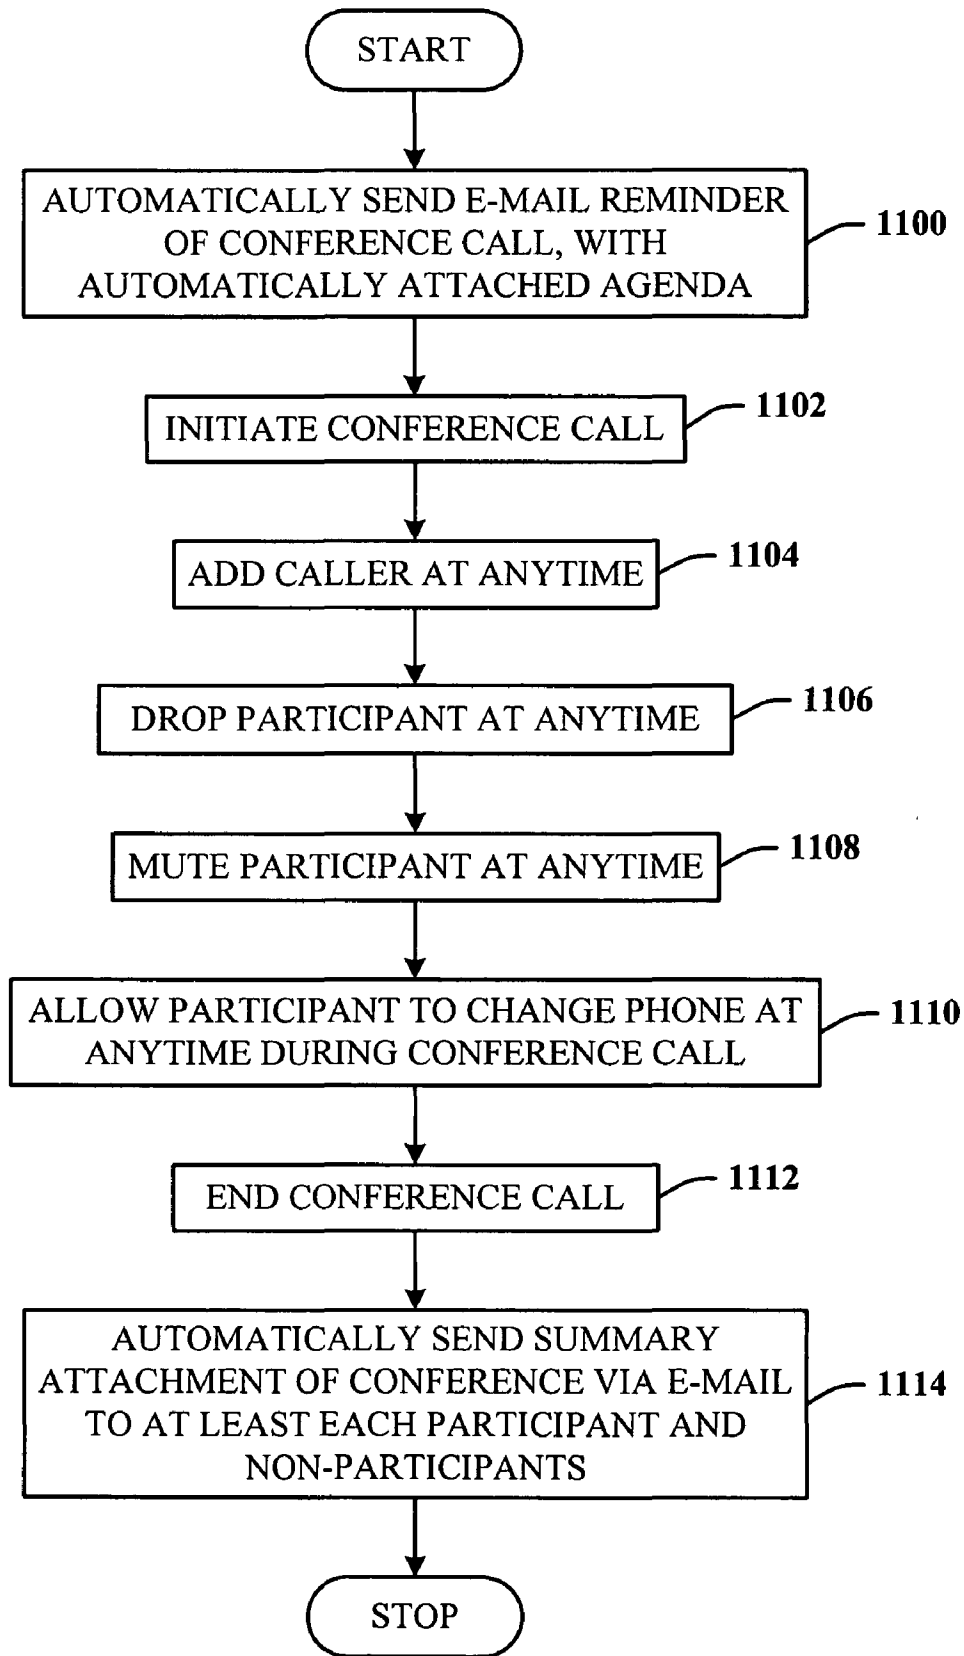 START
AUTOMATICALLY SEND E-MAIL REMINDER
OF CONFERENCE CALL, WITH
AUTOMATICALLY ATTACHED AGENDA
1100
INITIATE CONFERENCE CALL
1102
ADD CALLER AT ANYTIME
1104
DROP PARTICIPANT AT ANYTIME
1106
MUTE PARTICIPANT AT ANYTIME
1108
ALLOW PARTICIPANT TO CHANGE PHONE AT
ANYTIME DURING CONFERENCE CALL
1110
END CONFERENCE CALL
1112
AUTOMATICALLY SEND SUMMARY
ATTACHMENT OF CONFERENCE VIA E-MAIL
TO AT LEAST EACH PARTICIPANT AND
NON-PARTICIPANTS
1114
STOP